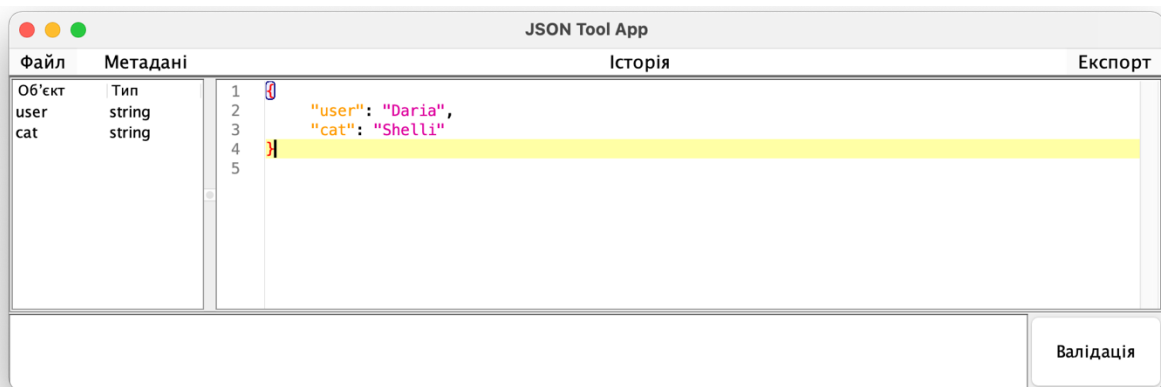 JSON Tool App
Файл Метадані Історія Експорт
Об'єкт Тип
user string
cat string
1 {
2 "user": "Daria",
3 "cat": "Shelli"
4 }
5
Валідація